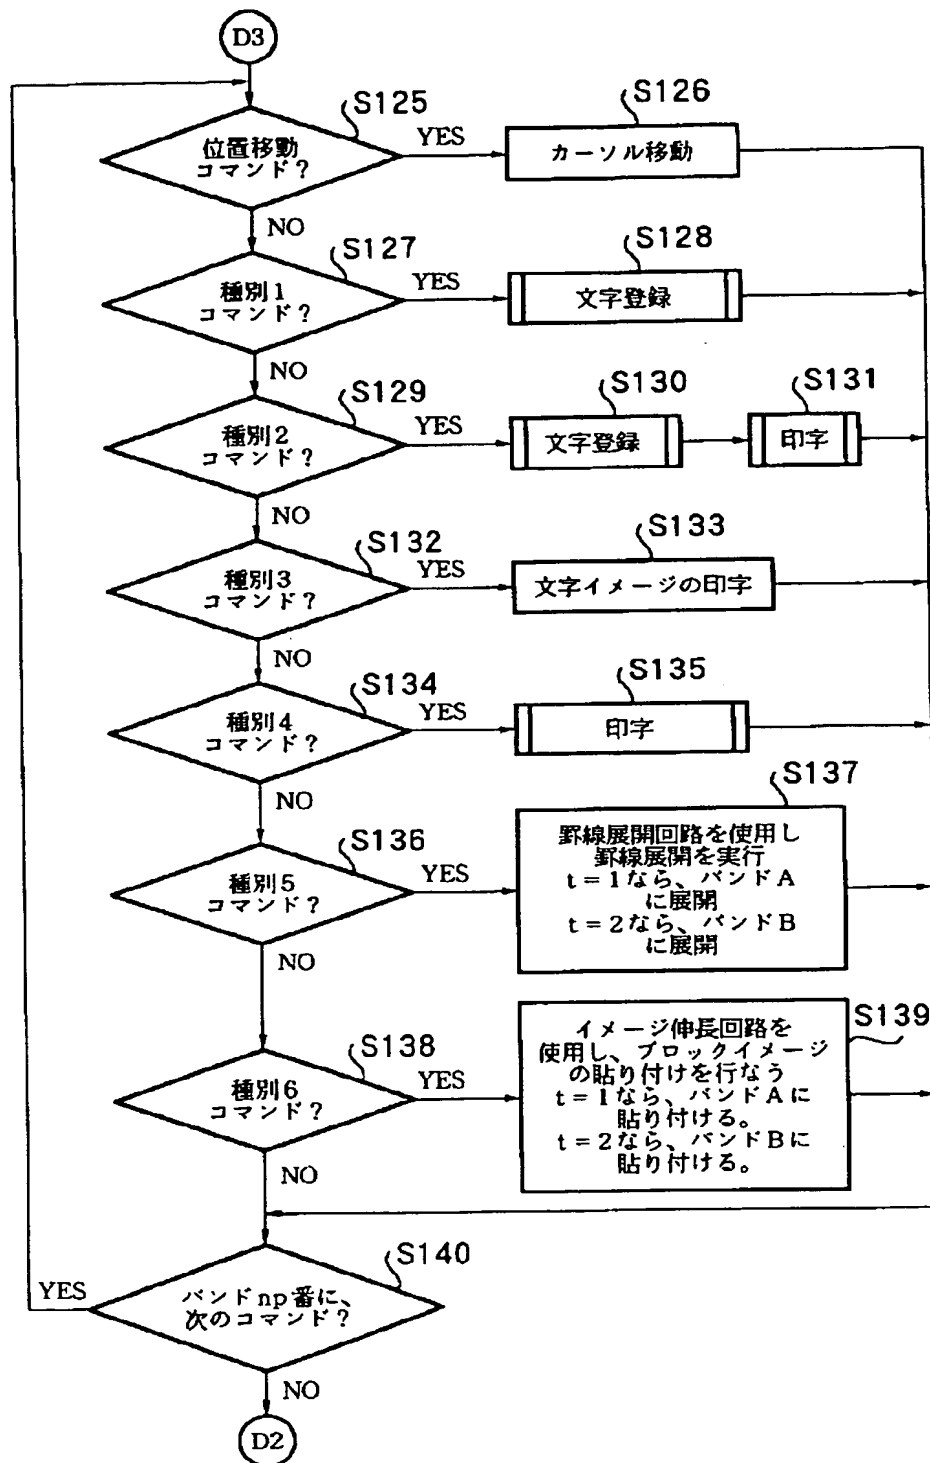 D3
S125
位置移動
コマンド？
YES
S126
カーソル移動
NO
S127
種別1
コマンド？
YES
S128
文字登録
NO
S129
種別2
コマンド？
YES
S130
文字登録
S131
印字
NO
S132
種別3
コマンド？
YES
S133
文字イメージの印字
NO
S134
種別4
コマンド？
YES
S135
印字
NO
S136
種別5
コマンド？
YES
S137
罫線展開回路を使用し
罫線展開を実行
t＝1なら、バンドA
に展開
t＝2なら、バンドB
に展開
NO
S138
種別6
コマンド？
YES
S139
イメージ伸長回路を
使用し、ブロックイメージ
の貼り付けを行なう
t＝1なら、バンドAに
貼り付ける。
t＝2なら、バンドBに
貼り付ける。
NO
S140
バンドnp番に、
次のコマンド？
YES
NO
D2